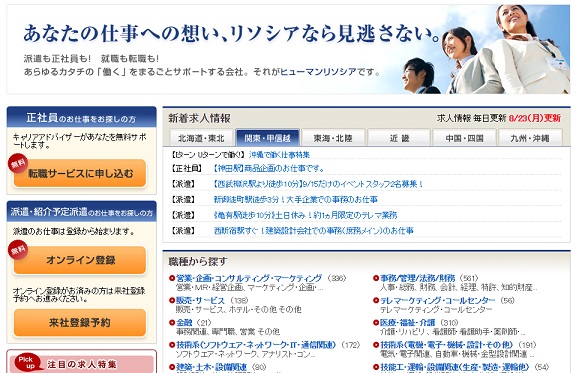 あなたの仕事への想い、リソシアなら見逃さない。
派遣も正社員も! 就職も転職も!
あらゆるカタチの「働く」をまるごとサポートする会社。それがヒューマンリソシアです。
正社員のお仕事をお探しの方
キャリアアドバイザーがあなたを無料サポートします。
無料
転職サービスに申し込む
派遣・紹介予定派遣のお仕事をお探しの方
派遣のお仕事は登録から始まります。
無料
オンライン登録
オンライン登録がお済みの方は来社登録予約へお進みください。
来社登録予約
Pick up
注目の求人特集
新着求人情報
求人情報 毎日更新 8/23(月)更新
北海道・東北
関東・甲信越
東海・北陸
近畿
中国・四国
九州・沖縄
【Iターン Uターンで働く!】 沖縄で働く仕事特集
【正社員】 【神田駅】商品企画のお仕事です。
【派遣】 【西武柳沢駅より徒歩10分】9/15だけのイベントスタッフ2名募集!
【派遣】 新御徒町駅徒歩3分!大手企業での事務のお仕事
【派遣】 《亀有駅徒歩10分》土日休み!約1ヵ月限定のテレマ業務
【派遣】 西新宿駅すぐ!建築設計会社での事務(庶務メイン)のお仕事
職種から探す
営業・企画・コンサルティング・マーケティング (396)
営業・MR・経営企画、マーケティング・企画…
販売・サービス (138)
販売・サービス、ホテル・その他 その他
金融 (21)
事務関連、専門職、営業 その他
技術系(ソフトウェア・ネットワーク・IT・通信関連) (172)
ソフトウェア・ネットワーク、アナリスト・コン…
建築・土木・設備関連 (90)
事務/管理/法務/財務 (561)
人事・総務、財務、会計、経理、特許、知的財産…
テレマーケティング・コールセンター (56)
テレマーケティング・コールセンター
医療・福祉・介護 (310)
介護・リハビリ、看護師・看護助手・薬剤師…
技術系(電機・電子・機械・設計・その他) (191)
電気・電子関連、自動車・機械・金型設計関連…
技能工・運輸・設備関連(生産・製造・運輸他) (54)